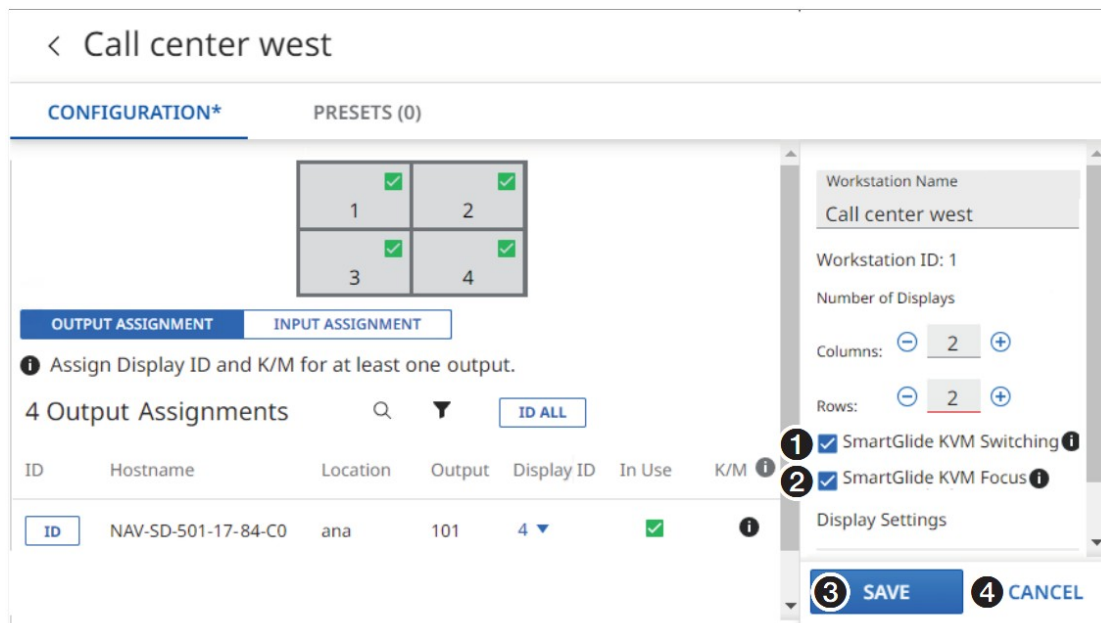 < Call center west
CONFIGURATION* PRESETS (0)
1 2
3 4
OUTPUT ASSIGNMENT INPUT ASSIGNMENT
Assign Display ID and K/M for at least one output.
4 Output Assignments ID ALL
ID Hostname Location Output Display ID In Use K/M
ID NAV-SD-501-17-84-C0 ana 101 4
Workstation Name
Call center west
Workstation ID: 1
Number of Displays
Columns: 2
Rows: 2
1 SmartGlide KVM Switching
2 SmartGlide KVM Focus
Display Settings
3 SAVE 4 CANCEL